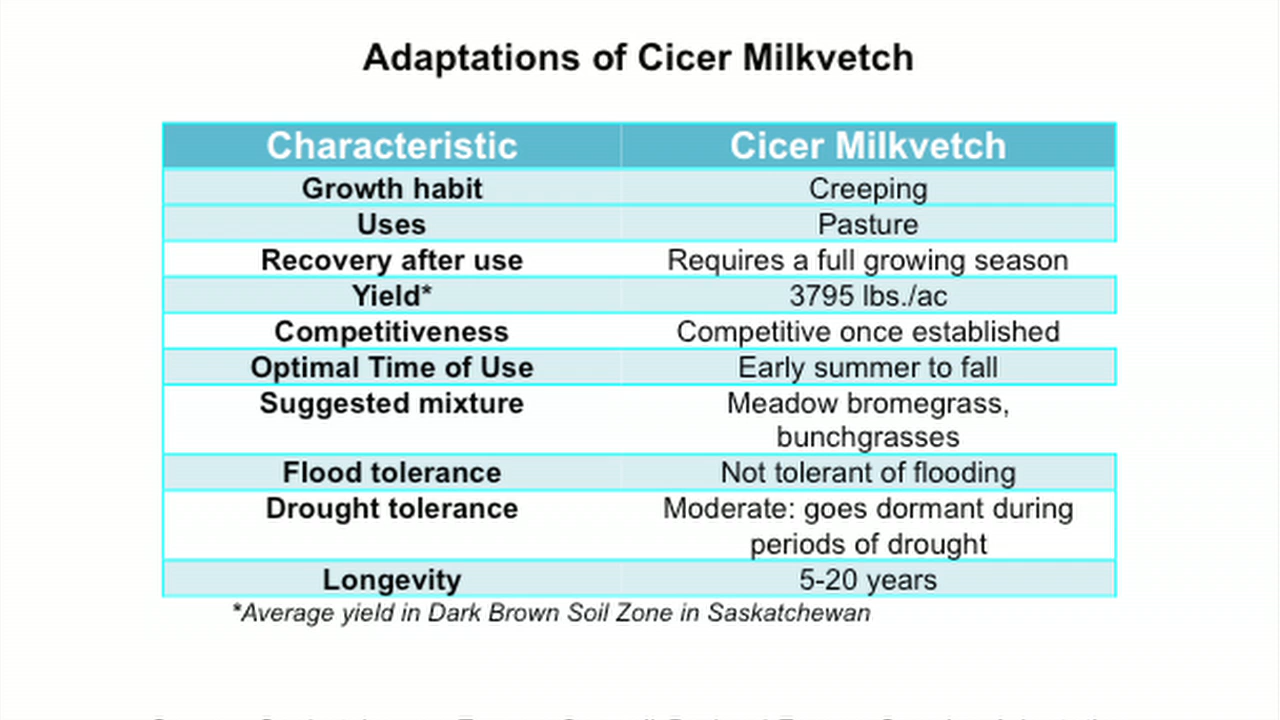 Adaptations of Cicer Milkvetch
Characteristic Cicer Milkvetch
Growth habit Creeping
Uses Pasture
Recovery after use Requires a full growing season
Yield* 3795 lbs./ac
Competitiveness Competitive once established
Optimal Time of Use Early summer to fall
Suggested mixture Meadow bromegrass,
bunchgrasses
Flood tolerance Not tolerant of flooding
Drought tolerance Moderate: goes dormant during
periods of drought
Longevity 5-20 years
*Average yield in Dark Brown Soil Zone in Saskatchewan